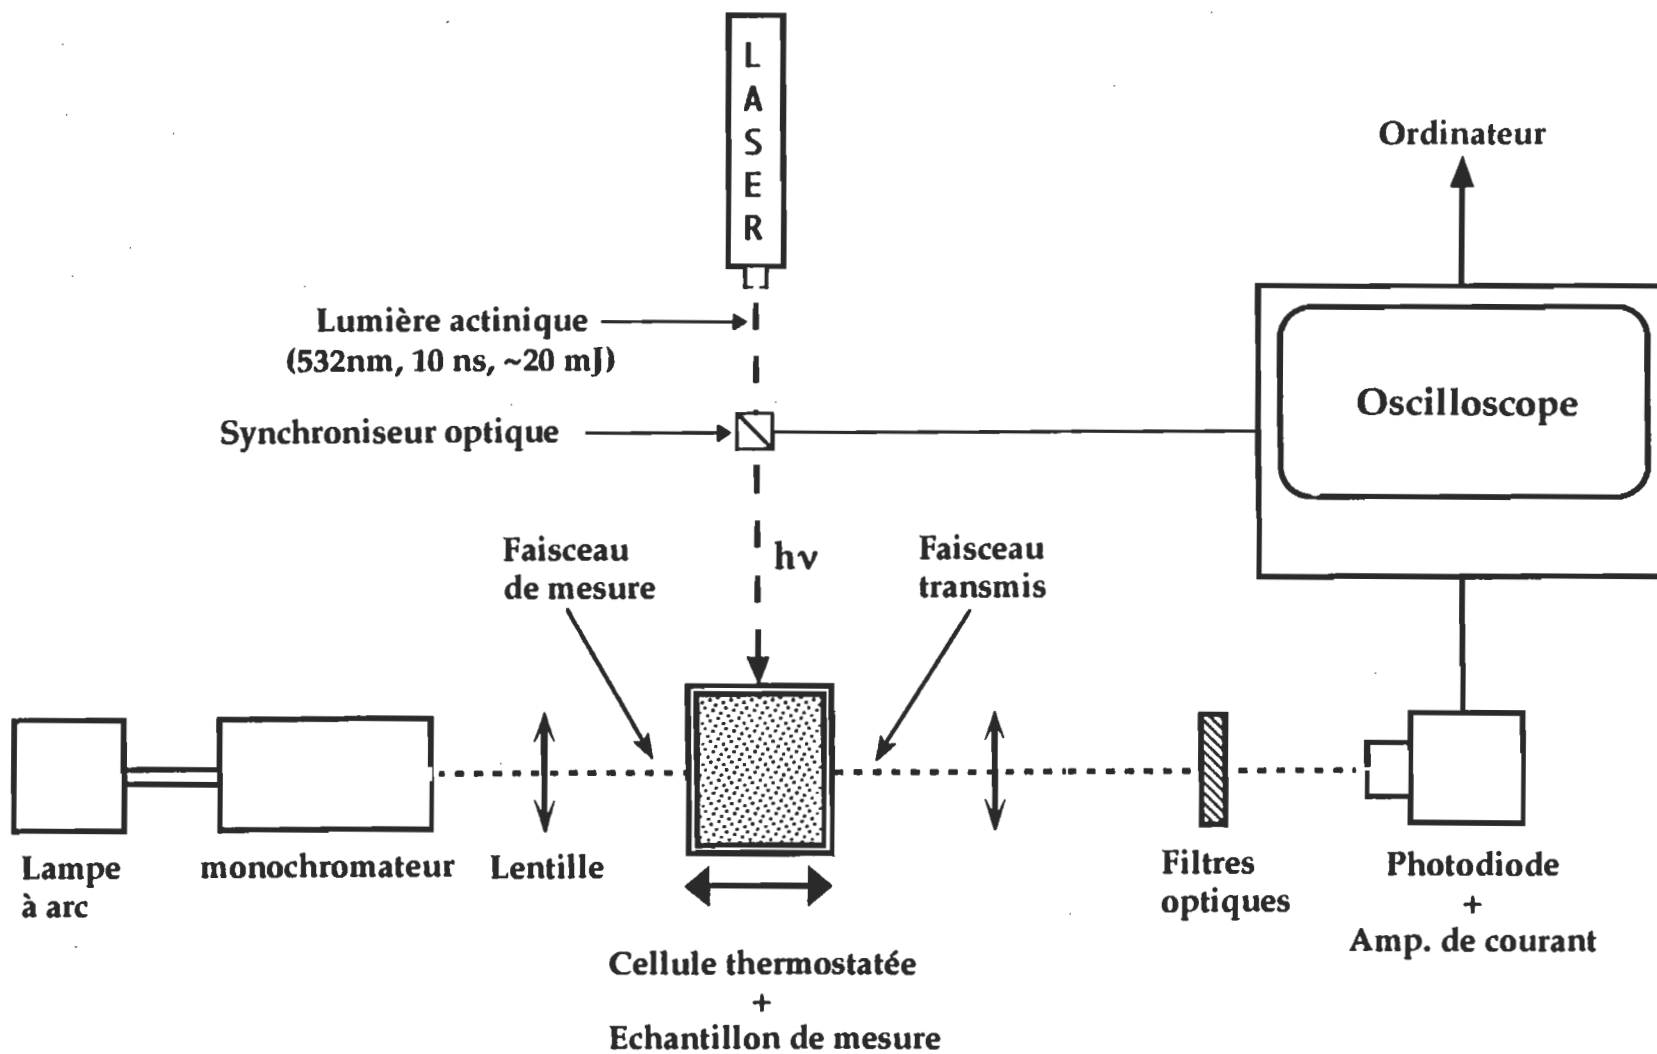 LASER
Ordinateur
Lumière actinique
(532nm, 10 ns, ~20 mJ)
Oscilloscope
Synchroniseur optique
Faisceau
de mesure
hν
Faisceau
transmis
Lampe
à arc
monochromateur
Lentille
Filtres
optiques
Photodiode
+
Amp. de courant
Cellule thermostatée
+
Echantillon de mesure